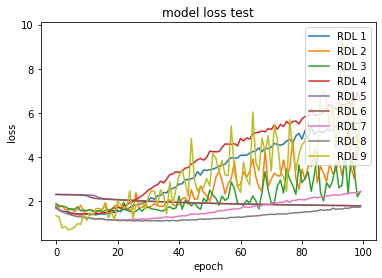 model loss test
10
8
6
4
2
loss
0
20
40
60
80
100
epoch
RDL 1
RDL 2
RDL 3
RDL 4
RDL 5
RDL 6
RDL 7
RDL 8
RDL 9